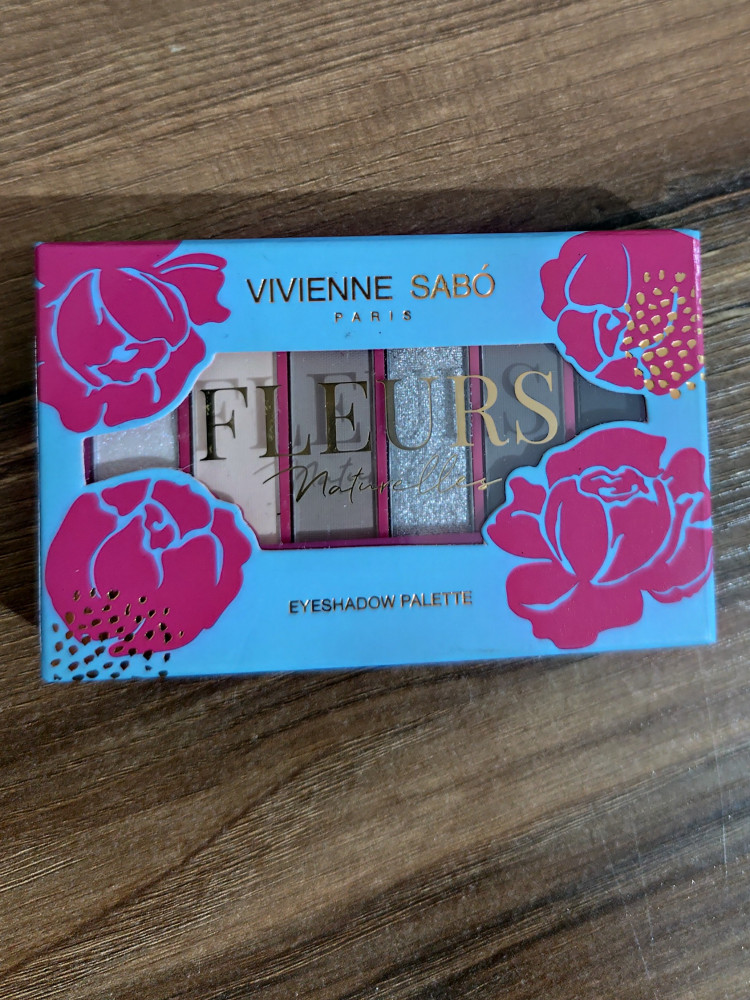 VIVIENNE SABÓ
PARIS
FLEURS
Naturelles
EYESHADOW PALETTE